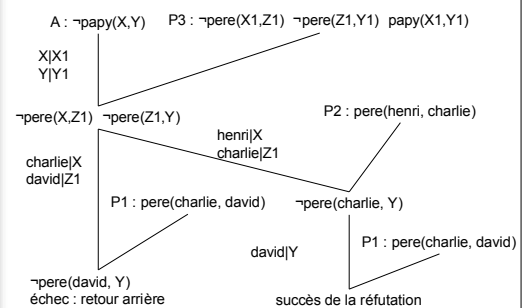 A : ¬papy(X,Y) P3 : ¬pere(X1,Z1) ¬pere(Z1,Y1) papy(X1,Y1)
X|X1
Y|Y1
¬pere(X,Z1) ¬pere(Z1,Y)
P2 : pere(henri, charlie)
henri|X
charlie|Z1
charlie|X
david|Z1
P1 : pere(charlie, david)
¬pere(charlie, Y)
david|Y
P1 : pere(charlie, david)
¬pere(david, Y)
échec : retour arrière
succès de la réfutation